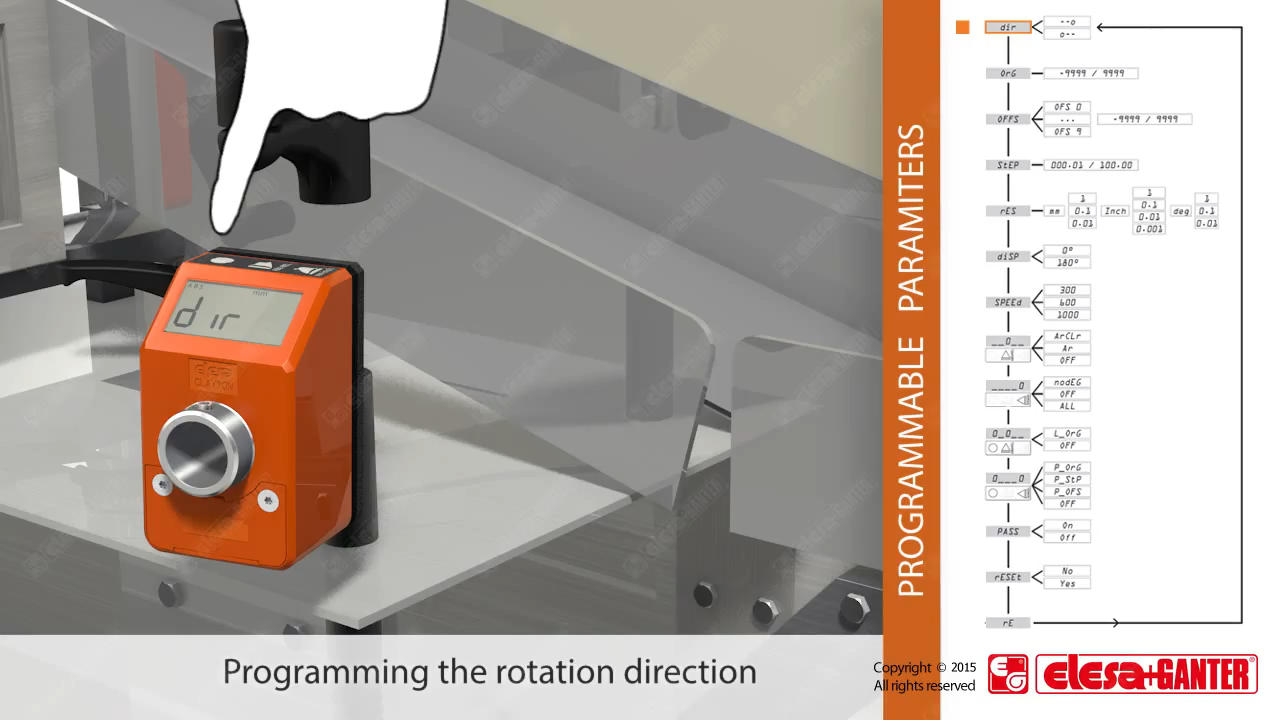 ABS
mm
dir
elesa
CLAYTON
Programming the rotation direction
PROGRAMMABLE PARAMITERS
dir
--o
o--
OrG
-9999 / 9999
OFFS
OFS 0
...
OFS 9
-9999 / 9999
StEP
000.01 / 100.00
rES
mm
1
0.1
0.01
Inch
1
0.1
0.01
0.001
deg
1
0.1
0.01
diSP
0°
180°
SPEEd
300
600
1000
__0__
ArCLr
Ar
OFF
____0
nodEG
OFF
ALL
0_0__
L_OrG
OFF
0___0
P_OrG
P_StP
P_OFS
OFF
PASS
On
Off
rESEt
No
Yes
rE
Copyright © 2015
All rights reserved
elesa+GANTER®